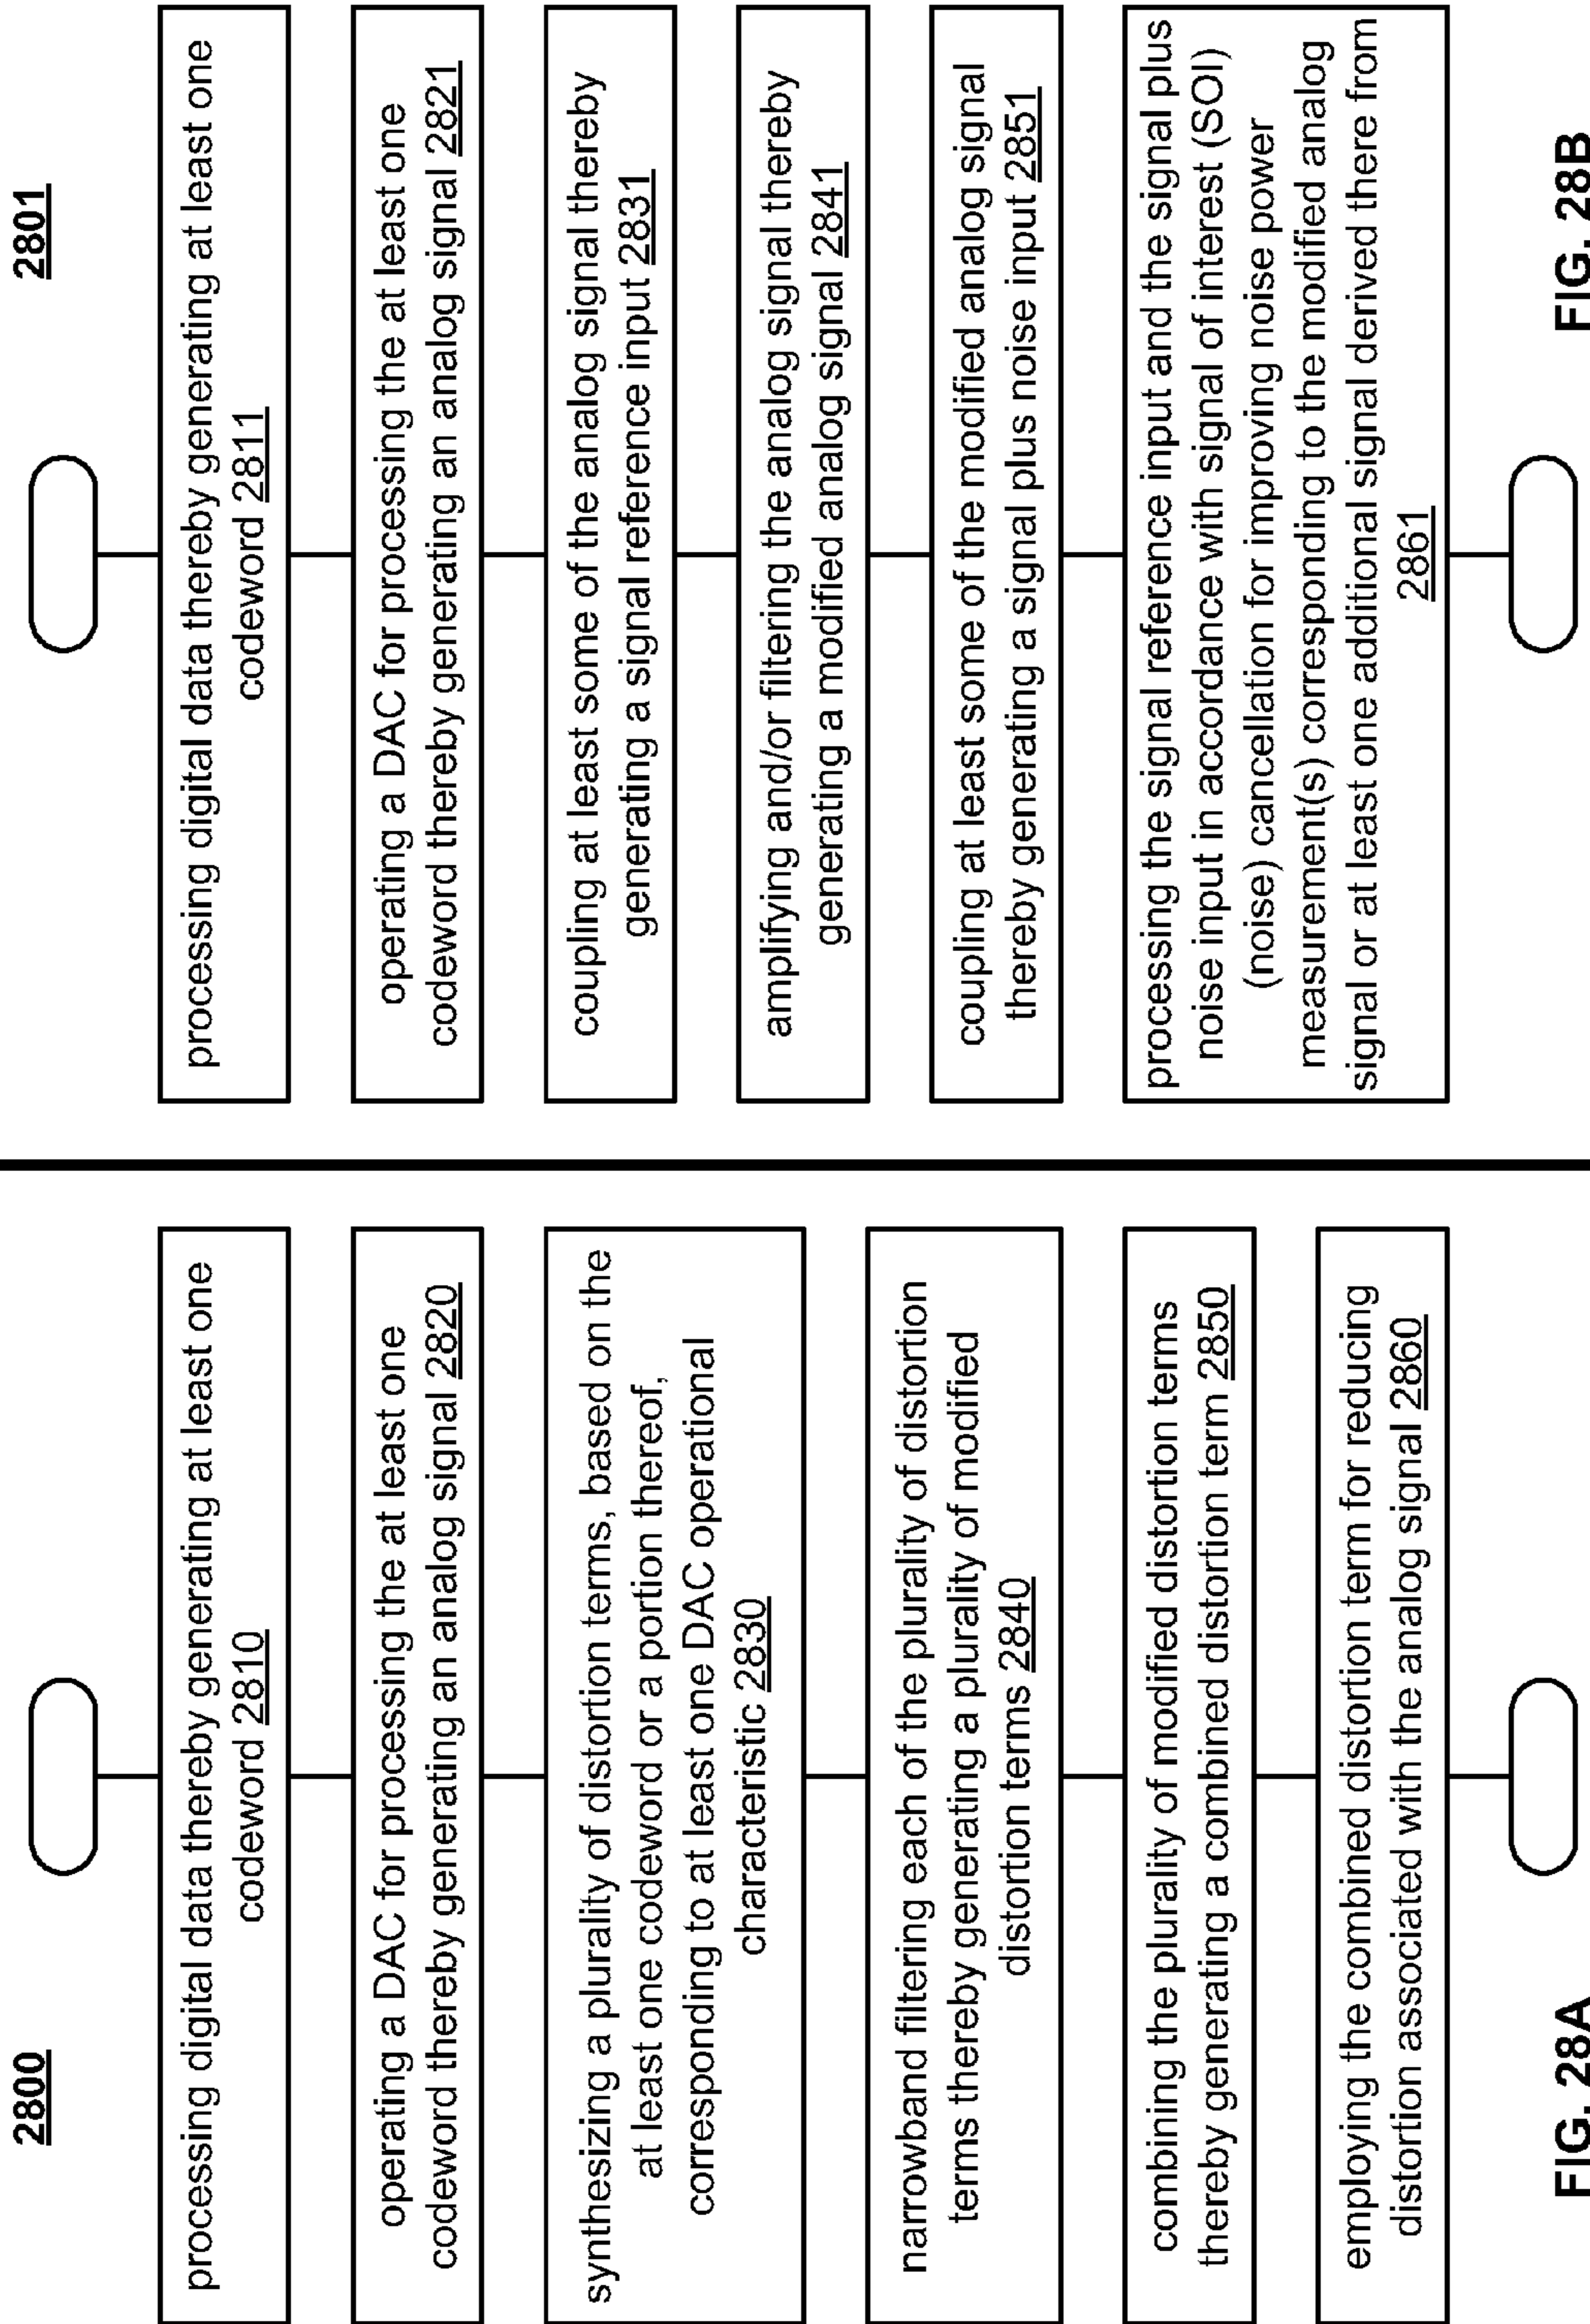 2800
processing digital data thereby generating at least one
codeword 2810
operating a DAC for processing the at least one
codeword thereby generating an analog signal 2820
synthesizing a plurality of distortion terms, based on the
at least one codeword or a portion thereof,
corresponding to at least one DAC operational
characteristic 2830
narrowband filtering each of the plurality of distortion
terms thereby generating a plurality of modified
distortion terms 2840
combining the plurality of modified distortion terms
thereby generating a combined distortion term 2850
employing the combined distortion term for reducing
distortion associated with the analog signal 2860
FIG. 28A
2801
processing digital data thereby generating at least one
codeword 2811
operating a DAC for processing the at least one
codeword thereby generating an analog signal 2821
coupling at least some of the analog signal thereby
generating a signal reference input 2831
amplifying and/or filtering the analog signal thereby
generating a modified analog signal 2841
coupling at least some of the modified analog signal
thereby generating a signal plus noise input 2851
processing the signal reference input and the signal plus
noise input in accordance with signal of interest (SOI)
(noise) cancellation for improving noise power
measurement(s) corresponding to the modified analog
signal or at least one additional signal derived there from
2861
FIG. 28B